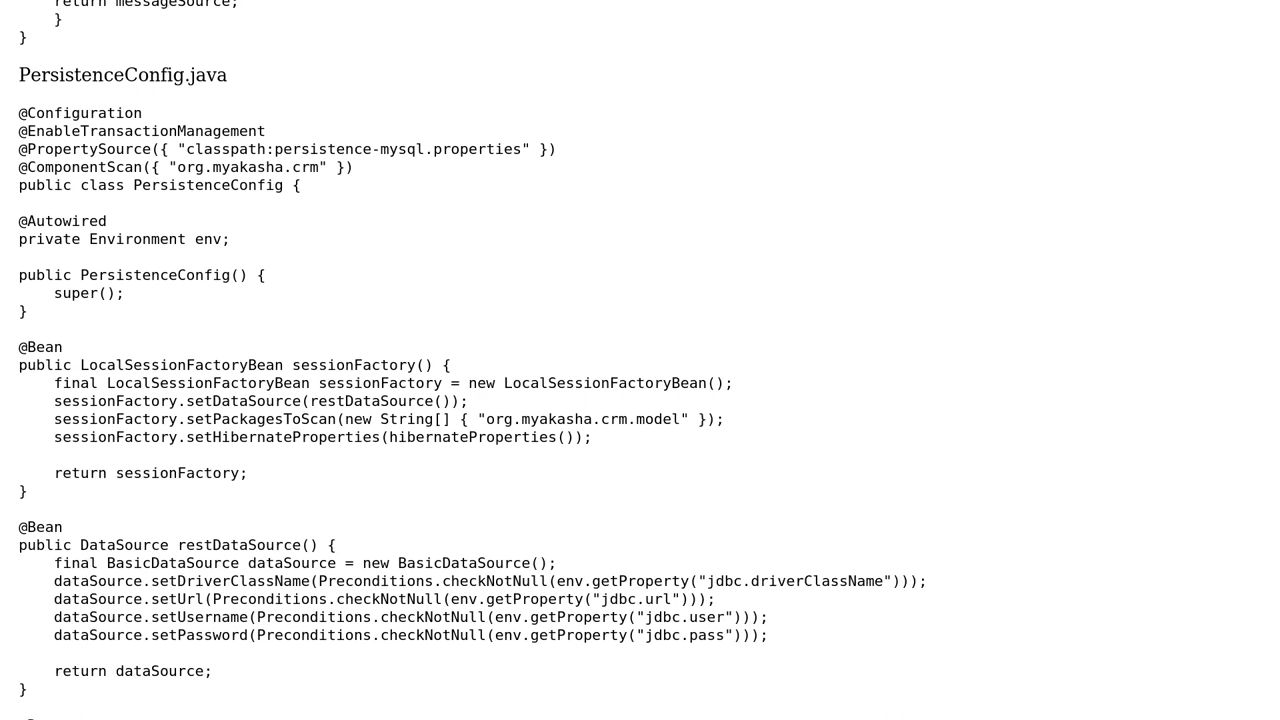 return messageSource;
    }
}
PersistenceConfig.java
@Configuration
@EnableTransactionManagement
@PropertySource({ "classpath:persistence-mysql.properties" })
@ComponentScan({ "org.myakasha.crm" })
public class PersistenceConfig {
@Autowired
private Environment env;
public PersistenceConfig() {
    super();
}
@Bean
public LocalSessionFactoryBean sessionFactory() {
    final LocalSessionFactoryBean sessionFactory = new LocalSessionFactoryBean();
    sessionFactory.setDataSource(restDataSource());
    sessionFactory.setPackagesToScan(new String[] { "org.myakasha.crm.model" });
    sessionFactory.setHibernateProperties(hibernateProperties());
    return sessionFactory;
}
@Bean
public DataSource restDataSource() {
    final BasicDataSource dataSource = new BasicDataSource();
    dataSource.setDriverClassName(Preconditions.checkNotNull(env.getProperty("jdbc.driverClassName")));
    dataSource.setUrl(Preconditions.checkNotNull(env.getProperty("jdbc.url")));
    dataSource.setUsername(Preconditions.checkNotNull(env.getProperty("jdbc.user")));
    dataSource.setPassword(Preconditions.checkNotNull(env.getProperty("jdbc.pass")));
    return dataSource;
}